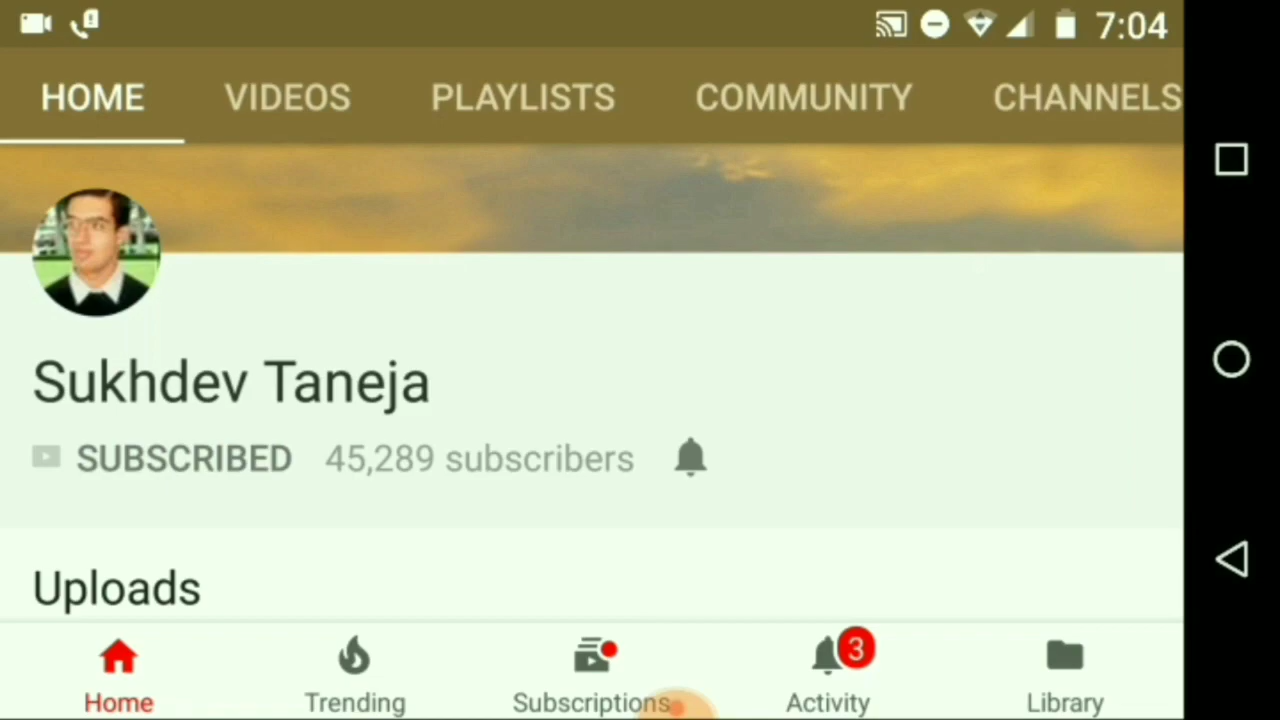 7:04
HOME VIDEOS PLAYLISTS COMMUNITY CHANNELS
Sukhdev Taneja
SUBSCRIBED 45,289 subscribers
Uploads
3
Home Trending Subscriptions Activity Library